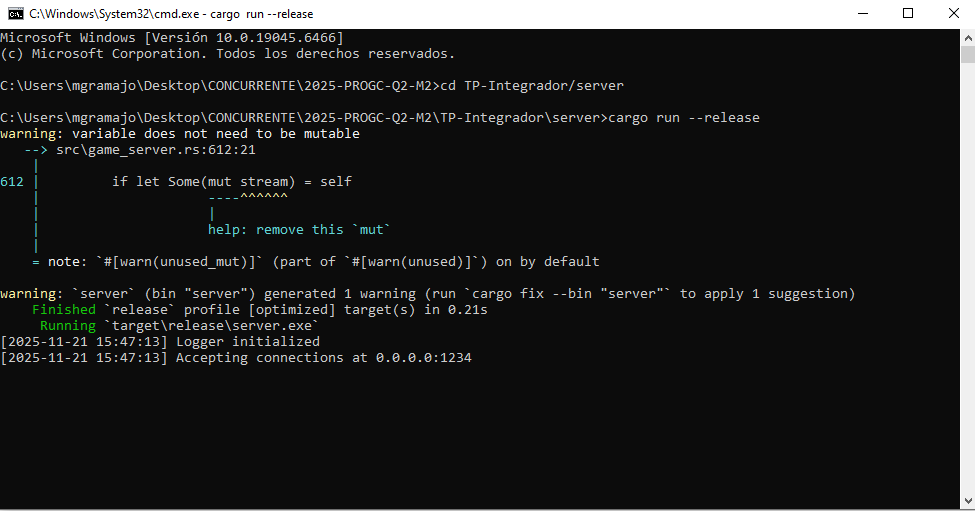 C:\Windows\System32\cmd.exe - cargo run --release
Microsoft Windows [Versión 10.0.19045.6466]
(c) Microsoft Corporation. Todos los derechos reservados.
C:\Users\mgramajo\Desktop\CONCURRENTE\2025-PROGC-Q2-M2>cd TP-Integrador/server
C:\Users\mgramajo\Desktop\CONCURRENTE\2025-PROGC-Q2-M2\TP-Integrador\server>cargo run --release
warning: variable does not need to be mutable
   --> src\game_server.rs:612:21
    |
612 |         if let Some(mut stream) = self
    |                     ----^^^^^^
    |                     |
    |                     help: remove this `mut`
    |
    = note: `#[warn(unused_mut)]` (part of `#[warn(unused)]`) on by default
warning: `server` (bin "server") generated 1 warning (run `cargo fix --bin "server"` to apply 1 suggestion)
    Finished `release` profile [optimized] target(s) in 0.21s
     Running `target\release\server.exe`
[2025-11-21 15:47:13] Logger initialized
[2025-11-21 15:47:13] Accepting connections at 0.0.0.0:1234